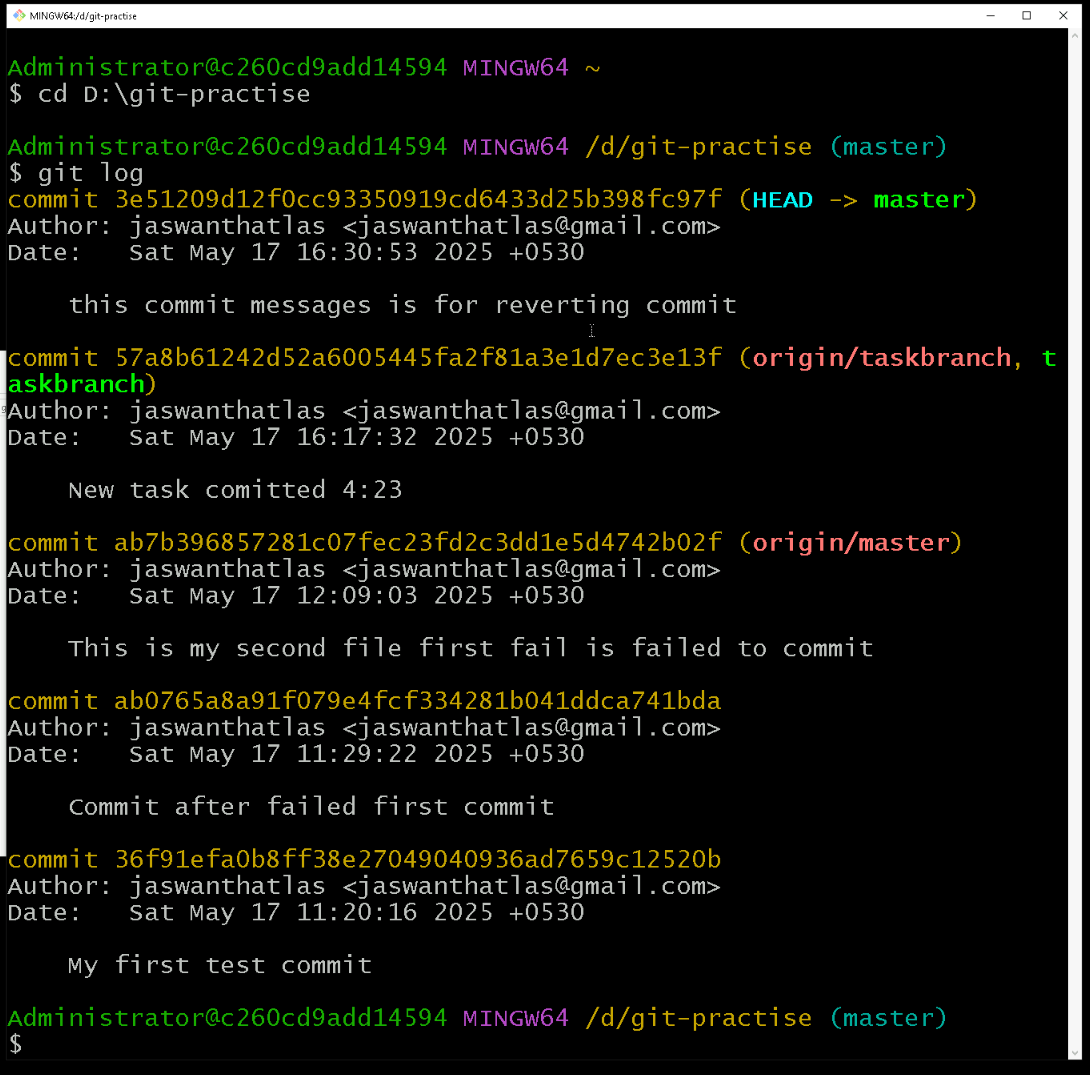 MINGW64:/d/git-practise
Administrator@c260cd9add14594 MINGW64 ~
$ cd D:\git-practise
Administrator@c260cd9add14594 MINGW64 /d/git-practise (master)
$ git log
commit 3e51209d12f0cc93350919cd6433d25b398fc97f (HEAD -> master)
Author: jaswanthatlas <jaswanthatlas@gmail.com>
Date:   Sat May 17 16:30:53 2025 +0530
    this commit messages is for reverting commit
commit 57a8b61242d52a6005445fa2f81a3e1d7ec3e13f (origin/taskbranch, t
askbranch)
Author: jaswanthatlas <jaswanthatlas@gmail.com>
Date:   Sat May 17 16:17:32 2025 +0530
    New task comitted 4:23
commit ab7b396857281c07fec23fd2c3dd1e5d4742b02f (origin/master)
Author: jaswanthatlas <jaswanthatlas@gmail.com>
Date:   Sat May 17 12:09:03 2025 +0530
    This is my second file first fail is failed to commit
commit ab0765a8a91f079e4fcf334281b041ddca741bda
Author: jaswanthatlas <jaswanthatlas@gmail.com>
Date:   Sat May 17 11:29:22 2025 +0530
    Commit after failed first commit
commit 36f91efa0b8ff38e27049040936ad7659c12520b
Author: jaswanthatlas <jaswanthatlas@gmail.com>
Date:   Sat May 17 11:20:16 2025 +0530
    My first test commit
Administrator@c260cd9add14594 MINGW64 /d/git-practise (master)
$